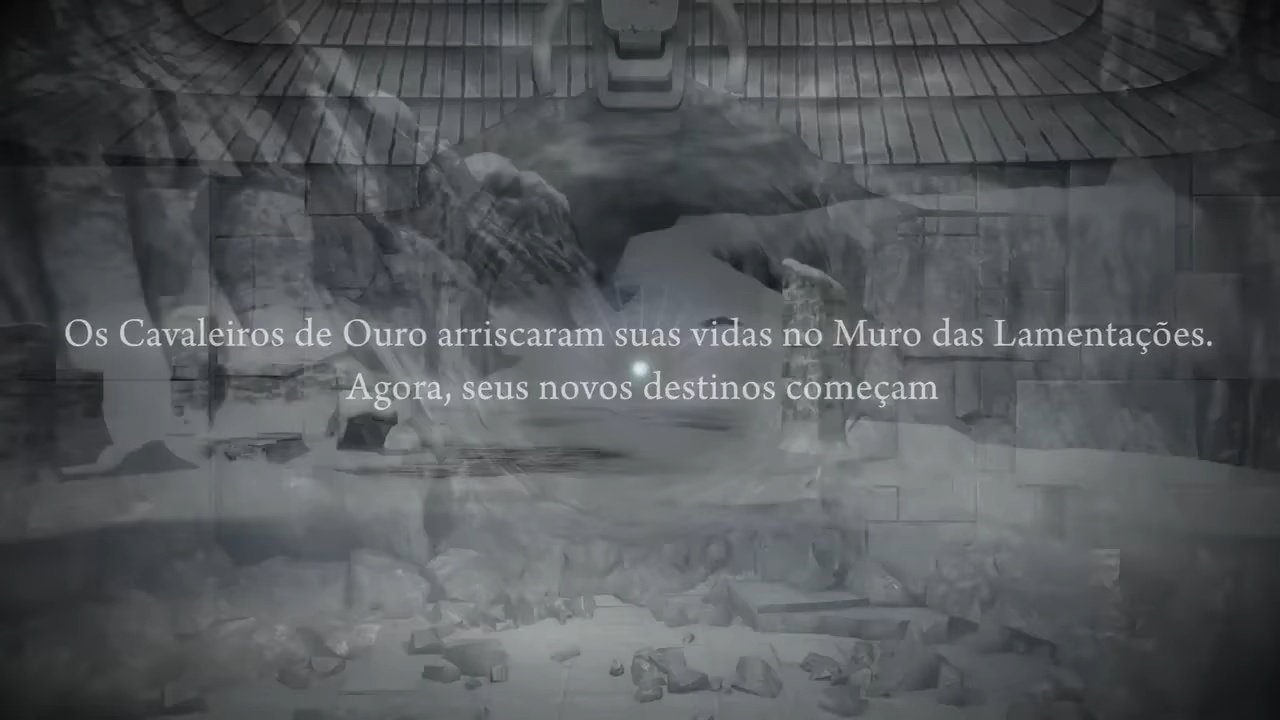 Os Cavaleiros de Ouro arriscaram suas vidas no Muro das Lamentações.
Agora, seus novos destinos começam